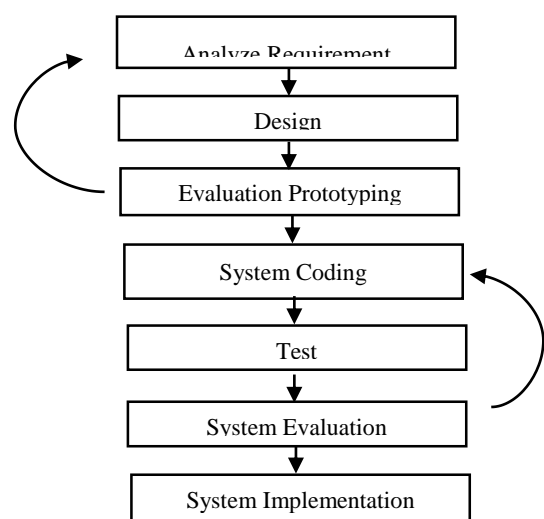 Analyze Requirement
Design
Evaluation Prototyping
System Coding
Test
System Evaluation
System Implementation